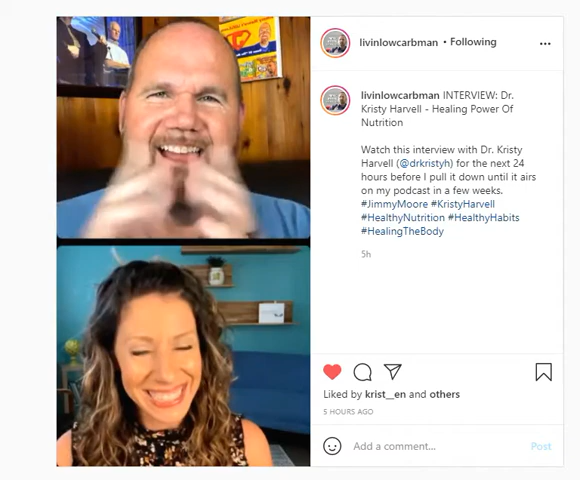 livinlowcarbman • Following
livinlowcarbman INTERVIEW: Dr.
Kristy Harvell - Healing Power Of
Nutrition
Watch this interview with Dr. Kristy
Harvell (@drkristyh) for the next 24
hours before I pull it down until it airs
on my podcast in a few weeks.
#JimmyMoore #KristyHarvell
#HealthyNutrition #HealthyHabits
#HealingTheBody
5h
Liked by krist__en and others
5 HOURS AGO
Add a comment...
Post